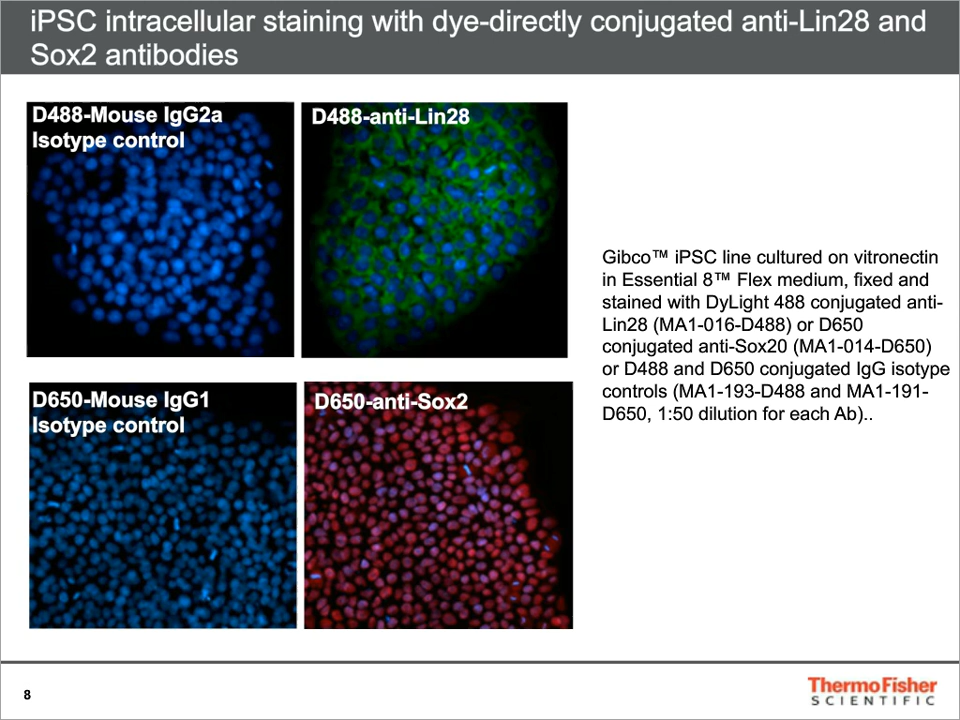 iPSC intracellular staining with dye-directly conjugated anti-Lin28 and
Sox2 antibodies
D488-Mouse IgG2a
Isotype control
D488-anti-Lin28
D650-Mouse IgG1
Isotype control
D650-anti-Sox2
Gibco™ iPSC line cultured on vitronectin
in Essential 8™ Flex medium, fixed and
stained with DyLight 488 conjugated anti-
Lin28 (MA1-016-D488) or D650
conjugated anti-Sox20 (MA1-014-D650)
or D488 and D650 conjugated IgG isotype
controls (MA1-193-D488 and MA1-191-
D650, 1:50 dilution for each Ab)..
8
ThermoFisher
SCIENTIFIC